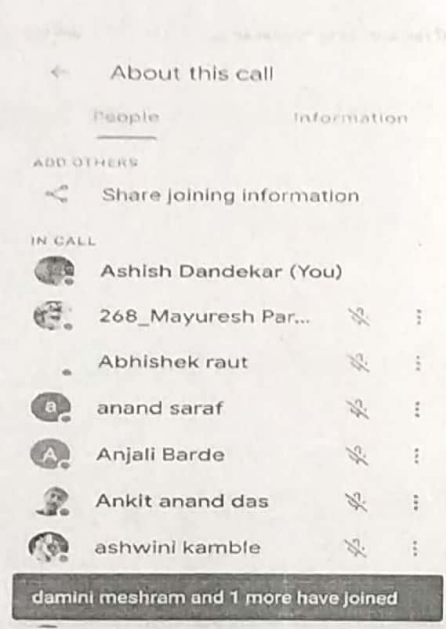 About this call
People Information
ADD OTHERS
Share joining information
IN CALL
Ashish Dandekar (You)
268_Mayuresh Par...
Abhishek raut
a anand saraf
A Anjali Barde
Ankit anand das
ashwini kamble
damini meshram and 1 more have joined